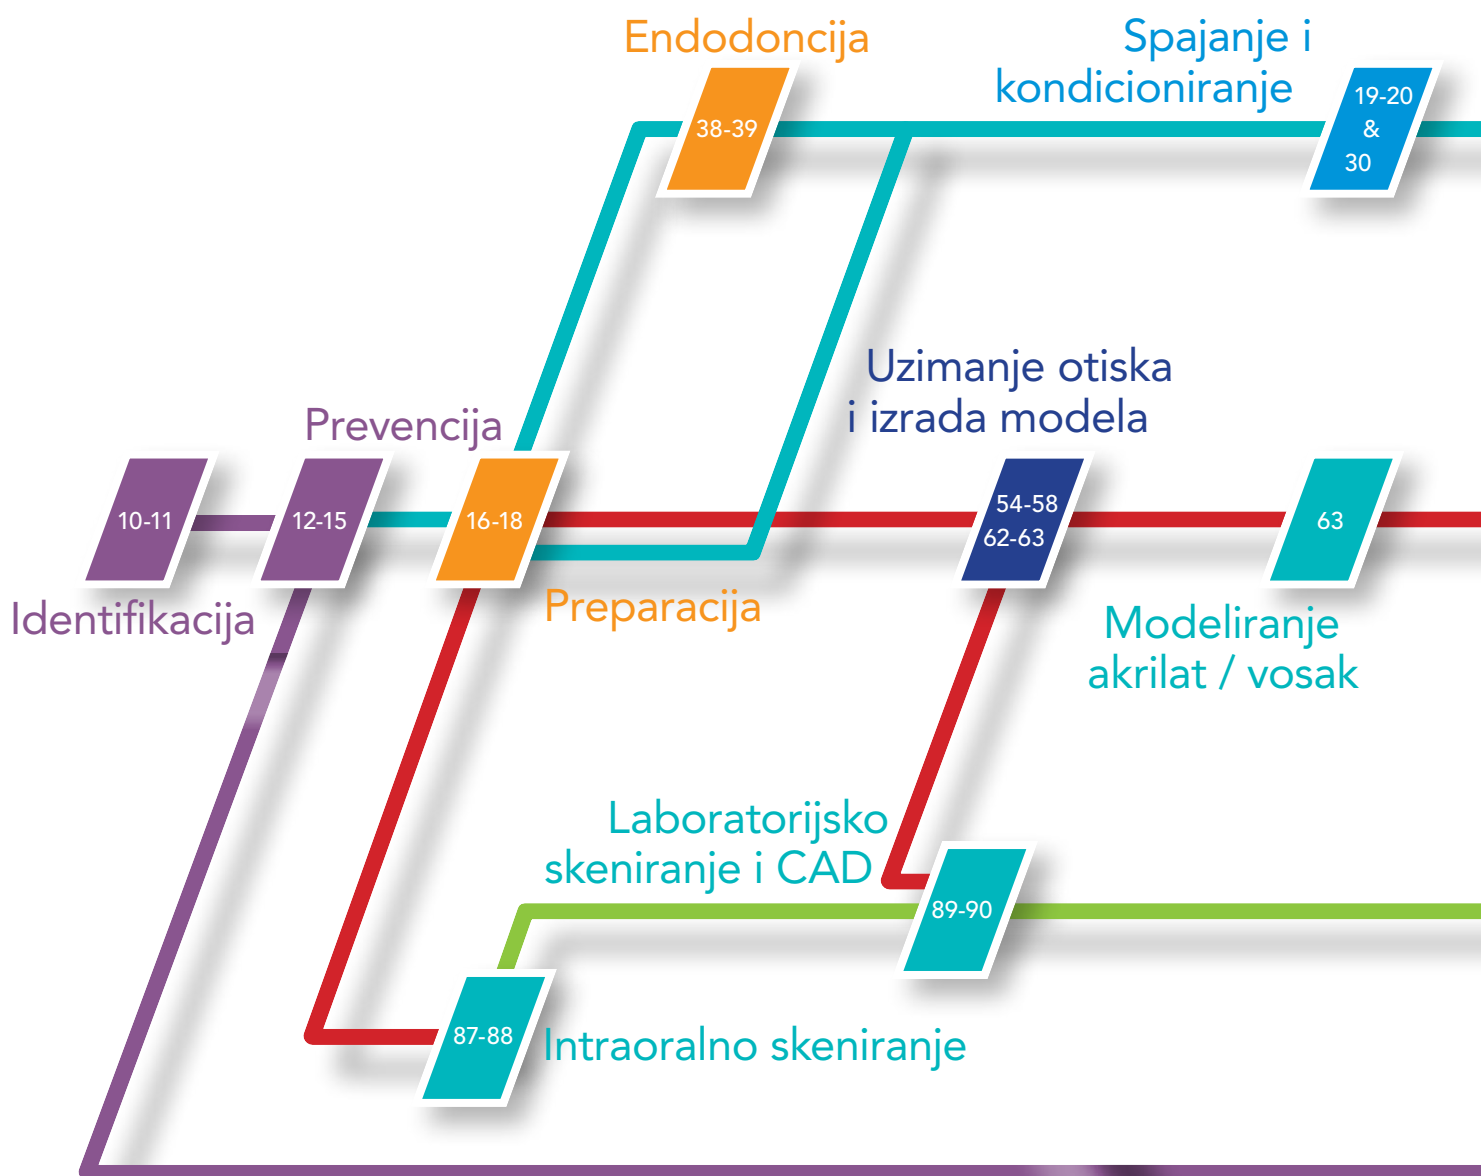 Endodoncija
38-39
Spajanje i
kondicioniranje
19-20
&
30
Uzimanje otiska
i izrada modela
Prevencija
10-11
12-15
16-18
54-58
62-63
63
Identifikacija
Preparacija
Modeliranje
akrilat / vosak
Laboratorijsko
skeniranje i CAD
89-90
87-88
Intraoralno skeniranje